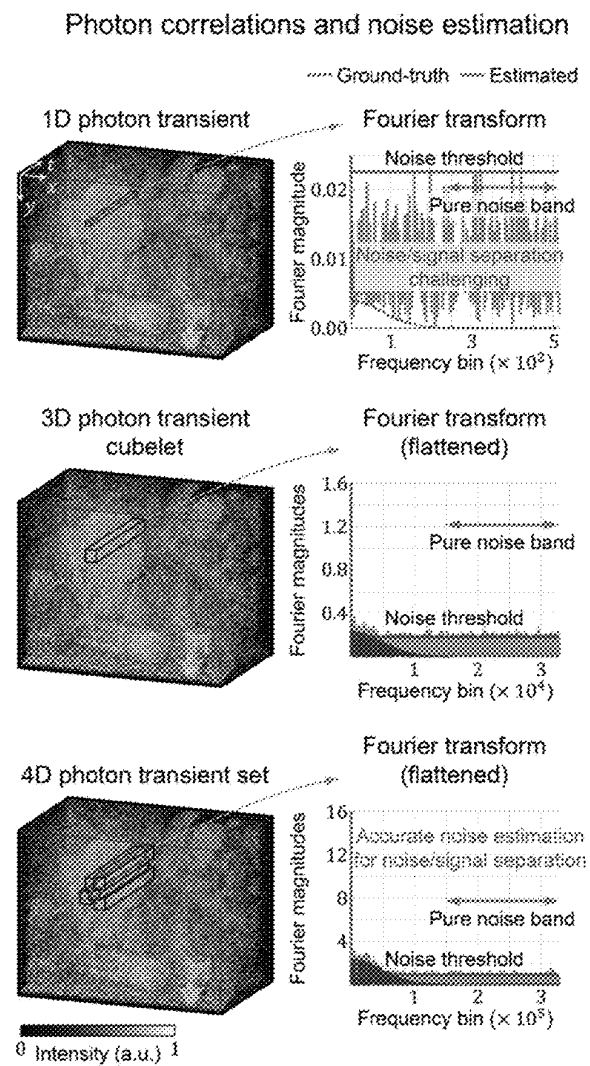 Photon correlations and noise estimation
Ground-truth Estimated
1D photon transient
Fourier transform
Noise threshold
Pure noise band
Noise/signal separation
challenging
Fourier magnitude
0.02
0.01
0.00
1 3 5
Frequency bin (× 10²)
3D photon transient
cubelet
Fourier transform
(flattened)
Fourier magnitudes
1.6
1.2
0.8
0.4
Pure noise band
Noise threshold
1 2 3
Frequency bin (× 10⁴)
4D photon transient set
Fourier transform
(flattened)
Fourier magnitudes
16
12
8
4
Accurate noise estimation
for noise/signal separation
Pure noise band
Noise threshold
1 2 3
Frequency bin (× 10⁵)
0 Intensity (a.u.) 1